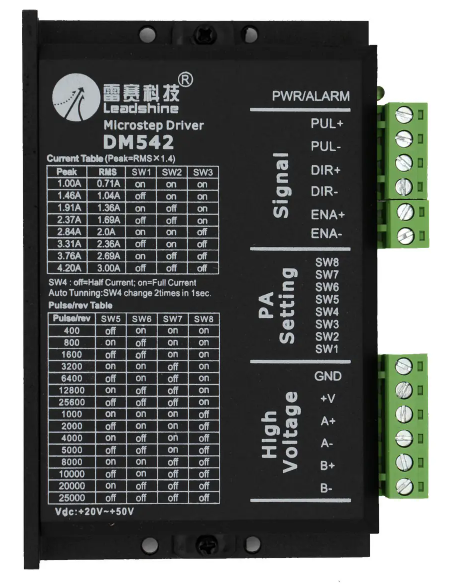 雷赛科技®
Leadshine
Microstep Driver
DM542
Current Table (Peak=RMS×1.4)
Peak RMS SW1 SW2 SW3
1.00A 0.71A on on on
1.46A 1.04A off on on
1.91A 1.36A on off on
2.37A 1.69A off off on
2.84A 2.0A on on off
3.31A 2.36A off on off
3.76A 2.69A on off off
4.20A 3.00A off off off
SW4 : off=Half Current; on=Full Current
Auto Tunning:SW4 change 2times in 1sec.
Pulse/rev Table
Pulse/rev SW5 SW6 SW7 SW8
400 off on on on
800 on off on on
1600 off off on on
3200 on on off on
6400 off on off on
12800 on off off on
25600 off off off on
1000 on on on off
2000 off on on off
4000 on off on off
5000 off off on off
8000 on on off off
10000 off on off off
20000 on off off off
25000 off off off off
Vdc:+20V~+50V
PWR/ALARM
Signal
PUL+
PUL-
DIR+
DIR-
ENA+
ENA-
PA
Setting
SW8
SW7
SW6
SW5
SW4
SW3
SW2
SW1
HIgh
Voltage
GND
+V
A+
A-
B+
B-